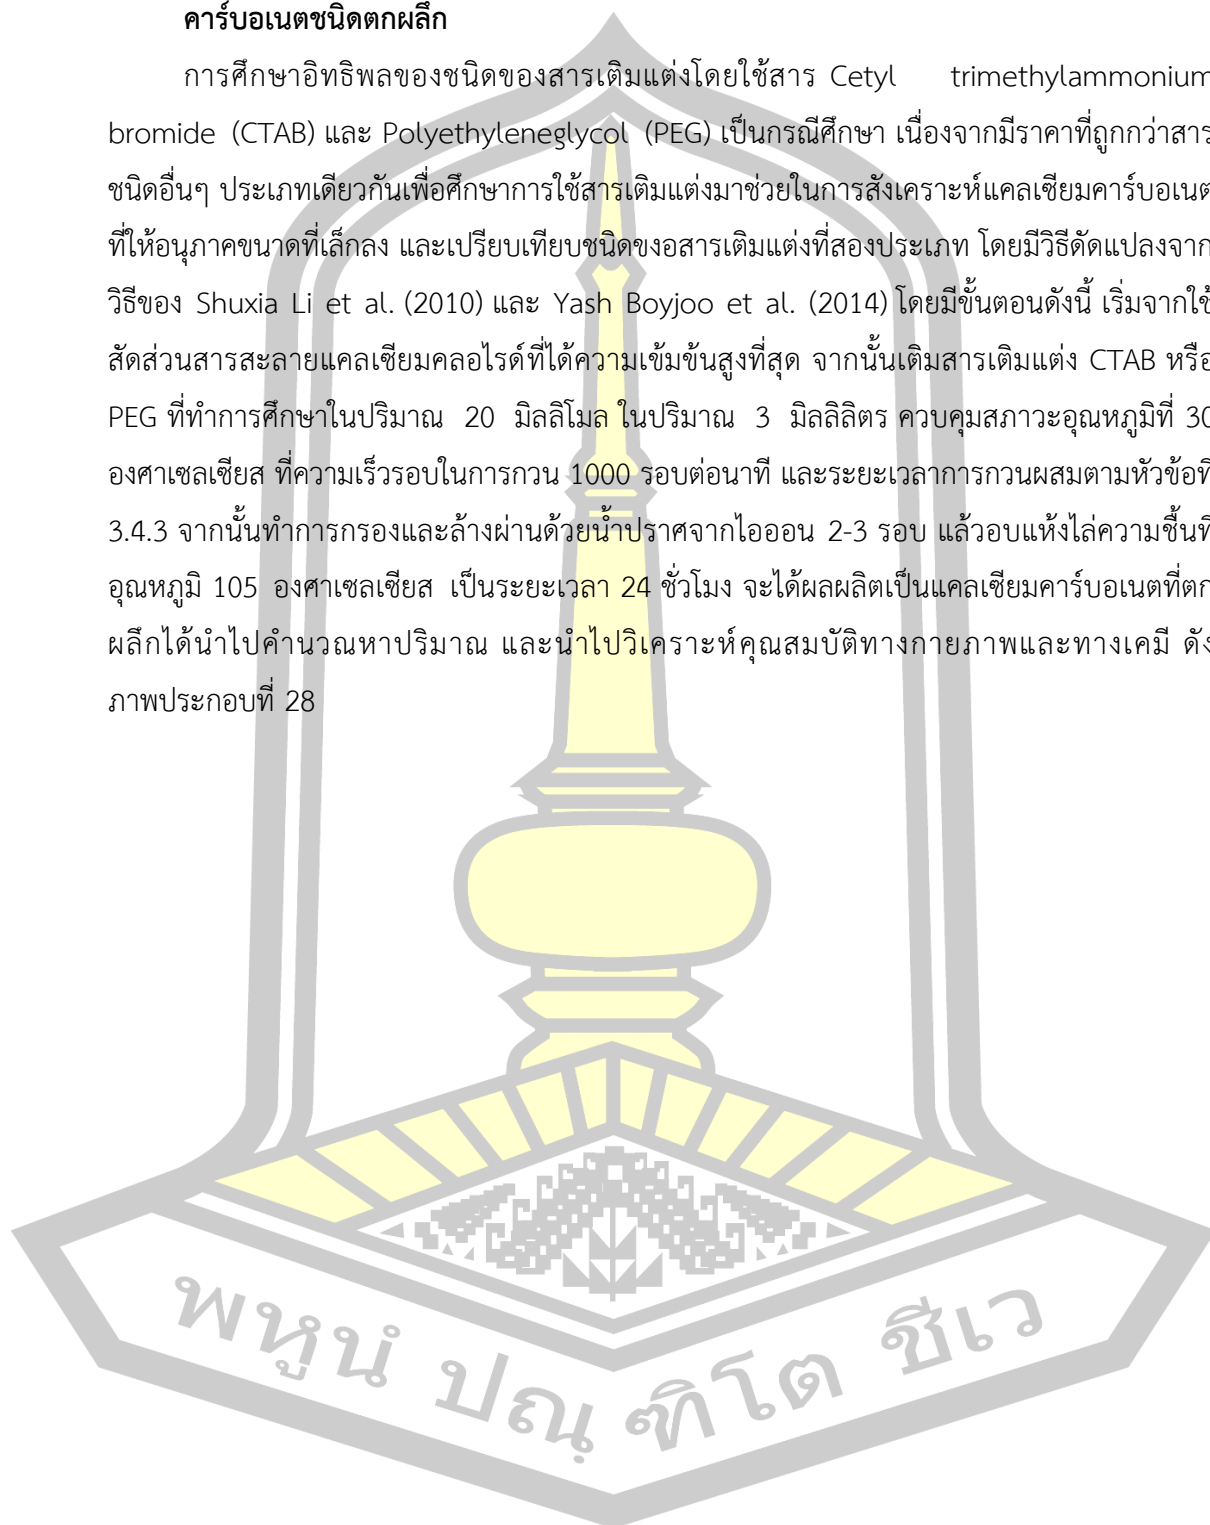 คาร์บอเนตชนิดตกผลึก
การศึกษาอิทธิพลของชนิดของสารเติมแต่งโดยใช้สาร Cetyl trimethylammonium
bromide (CTAB) และ Polyethyleneglycol (PEG) เป็นกรณีศึกษา เนื่องจากมีราคาที่ถูกกว่าสาร
ชนิดอื่นๆ ประเภทเดียวกันเพื่อศึกษาการใช้สารเติมแต่งมาช่วยในการสังเคราะห์แคลเซียมคาร์บอเนต
ที่ให้อนุภาคขนาดที่เล็กลง และเปรียบเทียบชนิดขงอสารเติมแต่งที่สองประเภท โดยมีวิธีดัดแปลงจาก
วิธีของ Shuxia Li et al. (2010) และ Yash Boyjoo et al. (2014) โดยมีขั้นตอนดังนี้ เริ่มจากใช้
สัดส่วนสารสะลายแคลเซียมคลอไรด์ที่ได้ความเข้มข้นสูงที่สุด จากนั้นเติมสารเติมแต่ง CTAB หรือ
PEG ที่ทำการศึกษาในปริมาณ 20 มิลลิโมล ในปริมาณ 3 มิลลิลิตร ควบคุมสภาวะอุณหภูมิที่ 30
องศาเซลเซียส ที่ความเร็วรอบในการกวน 1000 รอบต่อนาที และระยะเวลาการกวนผสมตามหัวข้อที่
3.4.3 จากนั้นทำการกรองและล้างผ่านด้วยน้ำปราศจากไอออน 2-3 รอบ แล้วอบแห้งไล่ความชื้นที่
อุณหภูมิ 105 องศาเซลเซียส เป็นระยะเวลา 24 ชั่วโมง จะได้ผลผลิตเป็นแคลเซียมคาร์บอเนตที่ตก
ผลึกได้นำไปคำนวณหาปริมาณ และนำไปวิเคราะห์คุณสมบัติทางกายภาพและทางเคมี ดัง
ภาพประกอบที่ 28
พหูนํ ปณฺฑิโต ชีเว